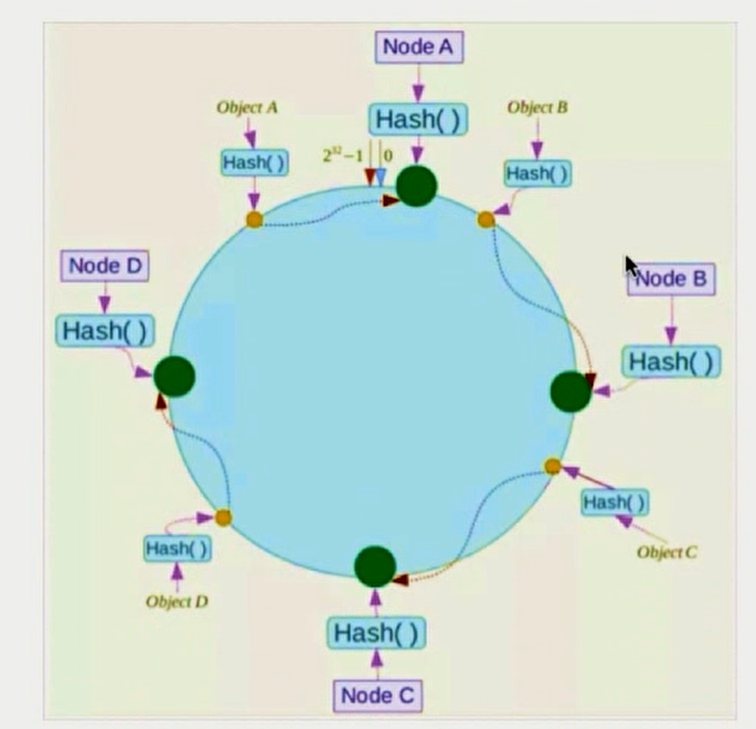 Node A
Object A
Hash( )
Object B
2³²−1
0
Hash( )
Hash( )
Node D
Node B
Hash( )
Hash( )
Hash( )
Object C
Hash( )
Object D
Hash( )
Node C